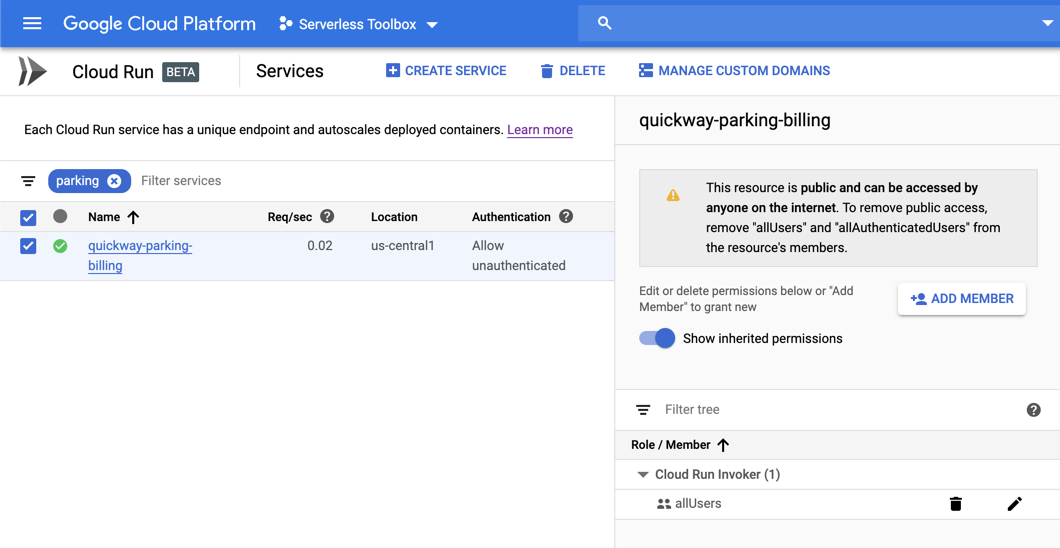 Google Cloud Platform
Serverless Toolbox
Cloud Run BETA
Services
CREATE SERVICE
DELETE
MANAGE CUSTOM DOMAINS
Each Cloud Run service has a unique endpoint and autoscales deployed containers. Learn more
parking
Filter services
Name
Req/sec
Location
Authentication
quickway-parking-
billing
0.02
us-central1
Allow
unauthenticated
quickway-parking-billing
This resource is public and can be accessed by
anyone on the internet. To remove public access,
remove "allUsers" and "allAuthenticatedUsers" from
the resource's members.
Edit or delete permissions below or "Add
Member" to grant new
ADD MEMBER
Show inherited permissions
Filter tree
Role / Member
Cloud Run Invoker (1)
allUsers